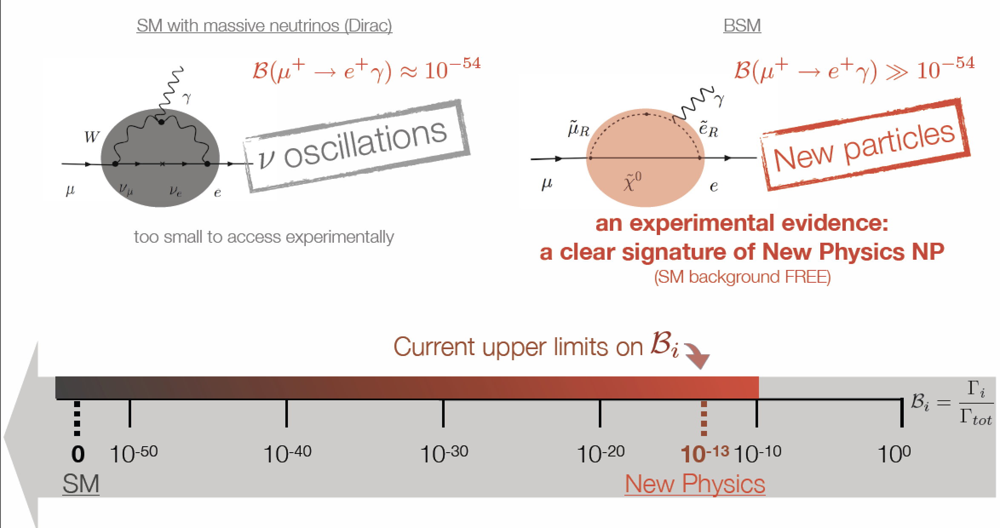 SM with massive neutrinos (Dirac)
BSM
ℬ(μ⁺ → e⁺γ) ≈ 10⁻⁵⁴
ℬ(μ⁺ → e⁺γ) ≫ 10⁻⁵⁴
γ
W
μ
ν_μ
ν_e
e
ν oscillations
γ
μ̃_R
ẽ_R
μ
χ̃⁰
e
New particles
too small to access experimentally
an experimental evidence:
a clear signature of New Physics NP
(SM background FREE)
Current upper limits on ℬ_i
ℬ_i = Γ_i / Γ_tot
0 10⁻⁵⁰ 10⁻⁴⁰ 10⁻³⁰ 10⁻²⁰ 10⁻¹³ 10⁻¹⁰ 10⁰
SM
New Physics